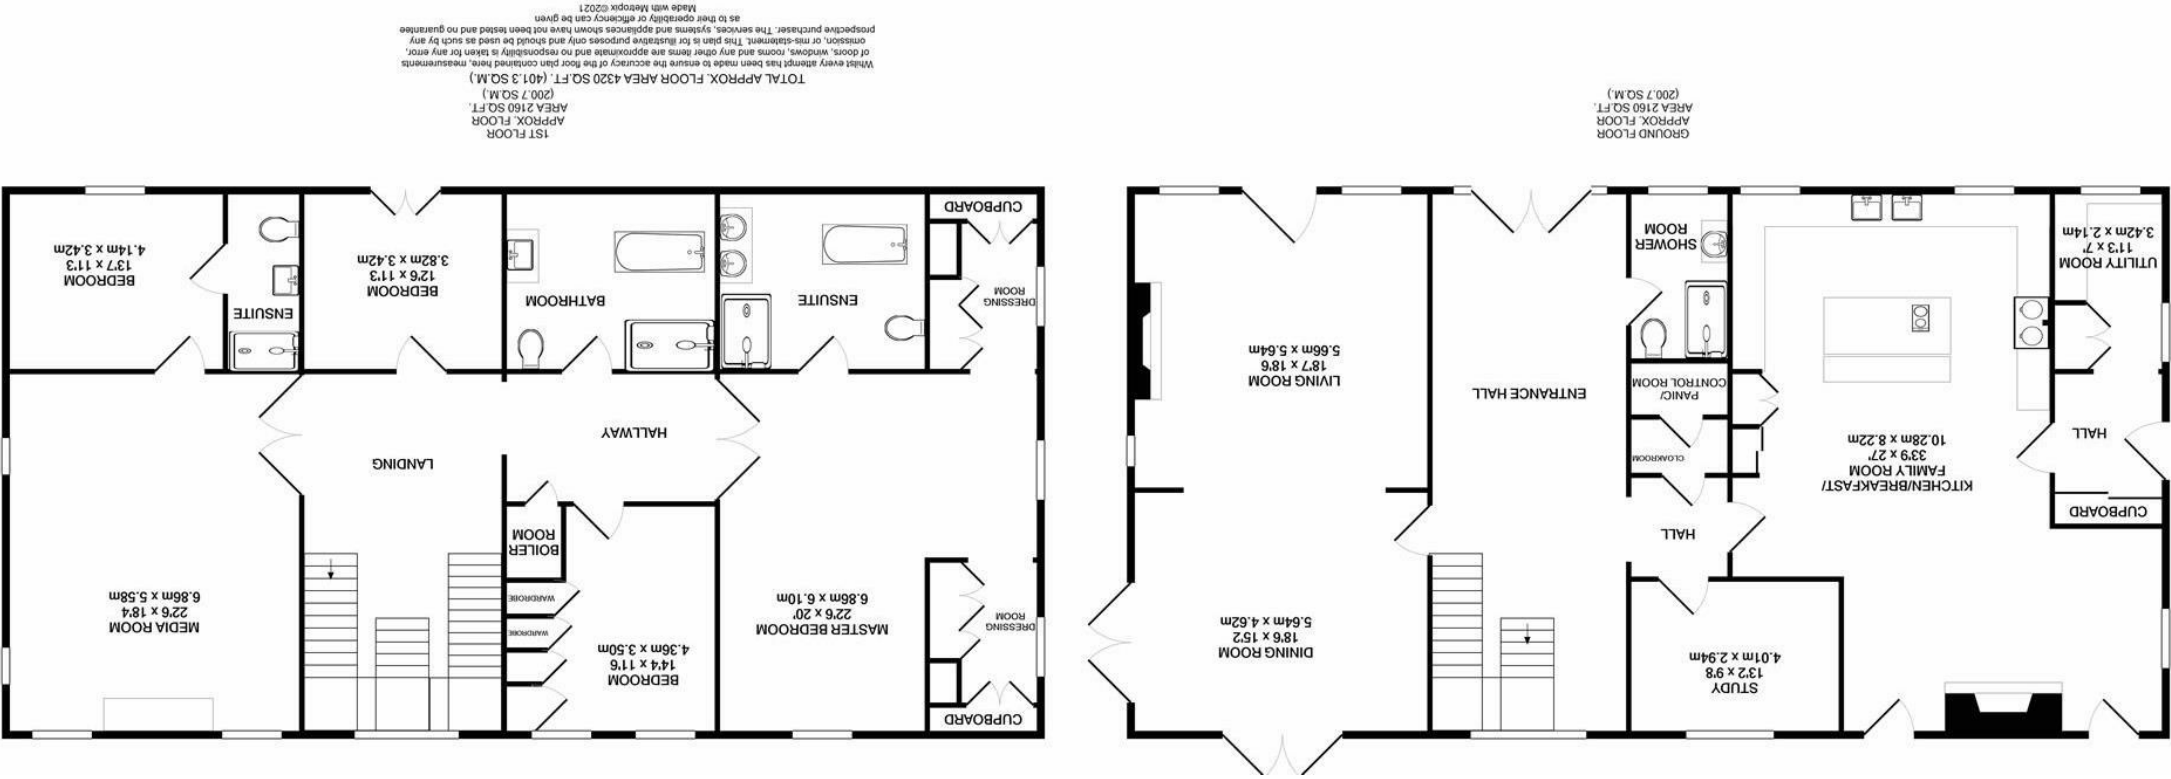 STUDY
13'2 x 9'8
4.01m x 2.94m
DINING ROOM
18'6 x 15'2
5.64m x 4.62m
HALL
CUPBOARD
KITCHEN/BREAKFAST/
FAMILY ROOM
33'9 x 27'
10.28m x 8.22m
HALL
CLOAKROOM
PANIC/
CONTROL ROOM
ENTRANCE HALL
LIVING ROOM
18'7 x 18'6
5.66m x 5.64m
UTILITY ROOM
11'3 x 7'
3.42m x 2.14m
SHOWER
ROOM
GROUND FLOOR
APPROX. FLOOR
AREA 2160 SQ.FT.
(200.7 SQ.M.)
CUPBOARD
DRESSING
ROOM
MASTER BEDROOM
22'6 x 20'
6.86m x 6.10m
BEDROOM
14'4 x 11'6
4.36m x 3.50m
WARDROBE
WARDROBE
BOILER
ROOM
MEDIA ROOM
22'6 x 18'4
6.86m x 5.58m
LANDING
HALLWAY
DRESSING
ROOM
ENSUITE
BATHROOM
BEDROOM
12'6 x 11'3
3.82m x 3.42m
ENSUITE
BEDROOM
13'7 x 11'3
4.14m x 3.42m
CUPBOARD
1ST FLOOR
APPROX. FLOOR
AREA 2160 SQ.FT.
(200.7 SQ.M.)
TOTAL APPROX. FLOOR AREA 4320 SQ.FT. (401.3 SQ.M.)
Whilst every attempt has been made to ensure the accuracy of the floor plan contained here, measurements
of doors, windows, rooms and any other items are approximate and no responsibility is taken for any error,
omission, or mis-statement. This plan is for illustrative purposes only and should be used as such by any
prospective purchaser. The services, systems and appliances shown have not been tested and no guarantee
as to their operability or efficiency can be given
Made with Metropix ©2021